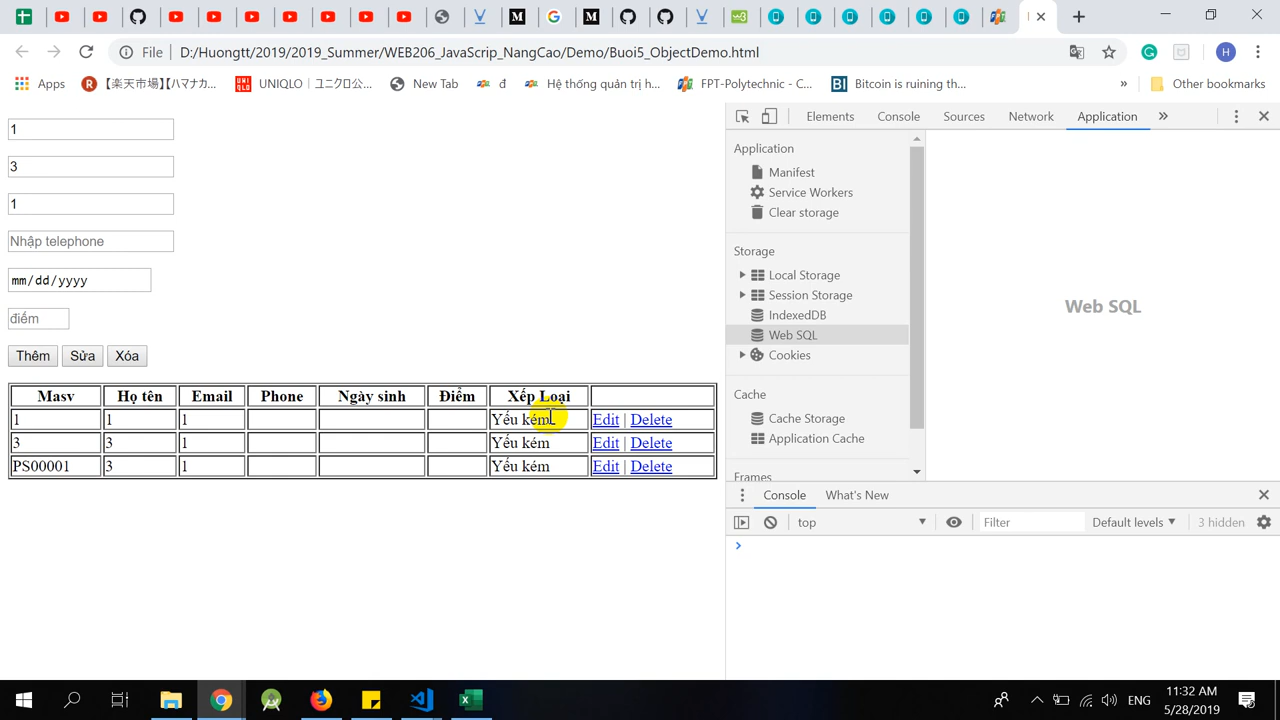 File D:/Huongtt/2019/2019_Summer/WEB206_JavaScrip_NangCao/Demo/Buoi5_ObjectDemo.html
H
Apps 【楽天市場】【ハマナカ... UNIQLO | ユニクロ公... New Tab đ Hệ thống quản trị h... FPT-Polytechnic - C... BI Bitcoin is ruining th... » Other bookmarks
1
3
1
Nhập telephone
mm/dd/yyyy
điểm
Thêm Sửa Xóa
Masv Họ tên Email Phone Ngày sinh Điểm Xếp Loại
1 1 1 Yếu kém Edit | Delete
3 3 1 Yếu kém Edit | Delete
PS00001 3 1 Yếu kém Edit | Delete
Elements Console Sources Network Application »
Application
Manifest
Service Workers
Clear storage
Storage
Local Storage
Session Storage
IndexedDB
Web SQL
Cookies
Cache
Cache Storage
Application Cache
Frames
Web SQL
Console What's New
top Filter Default levels 3 hidden
ENG
11:32 AM
5/28/2019